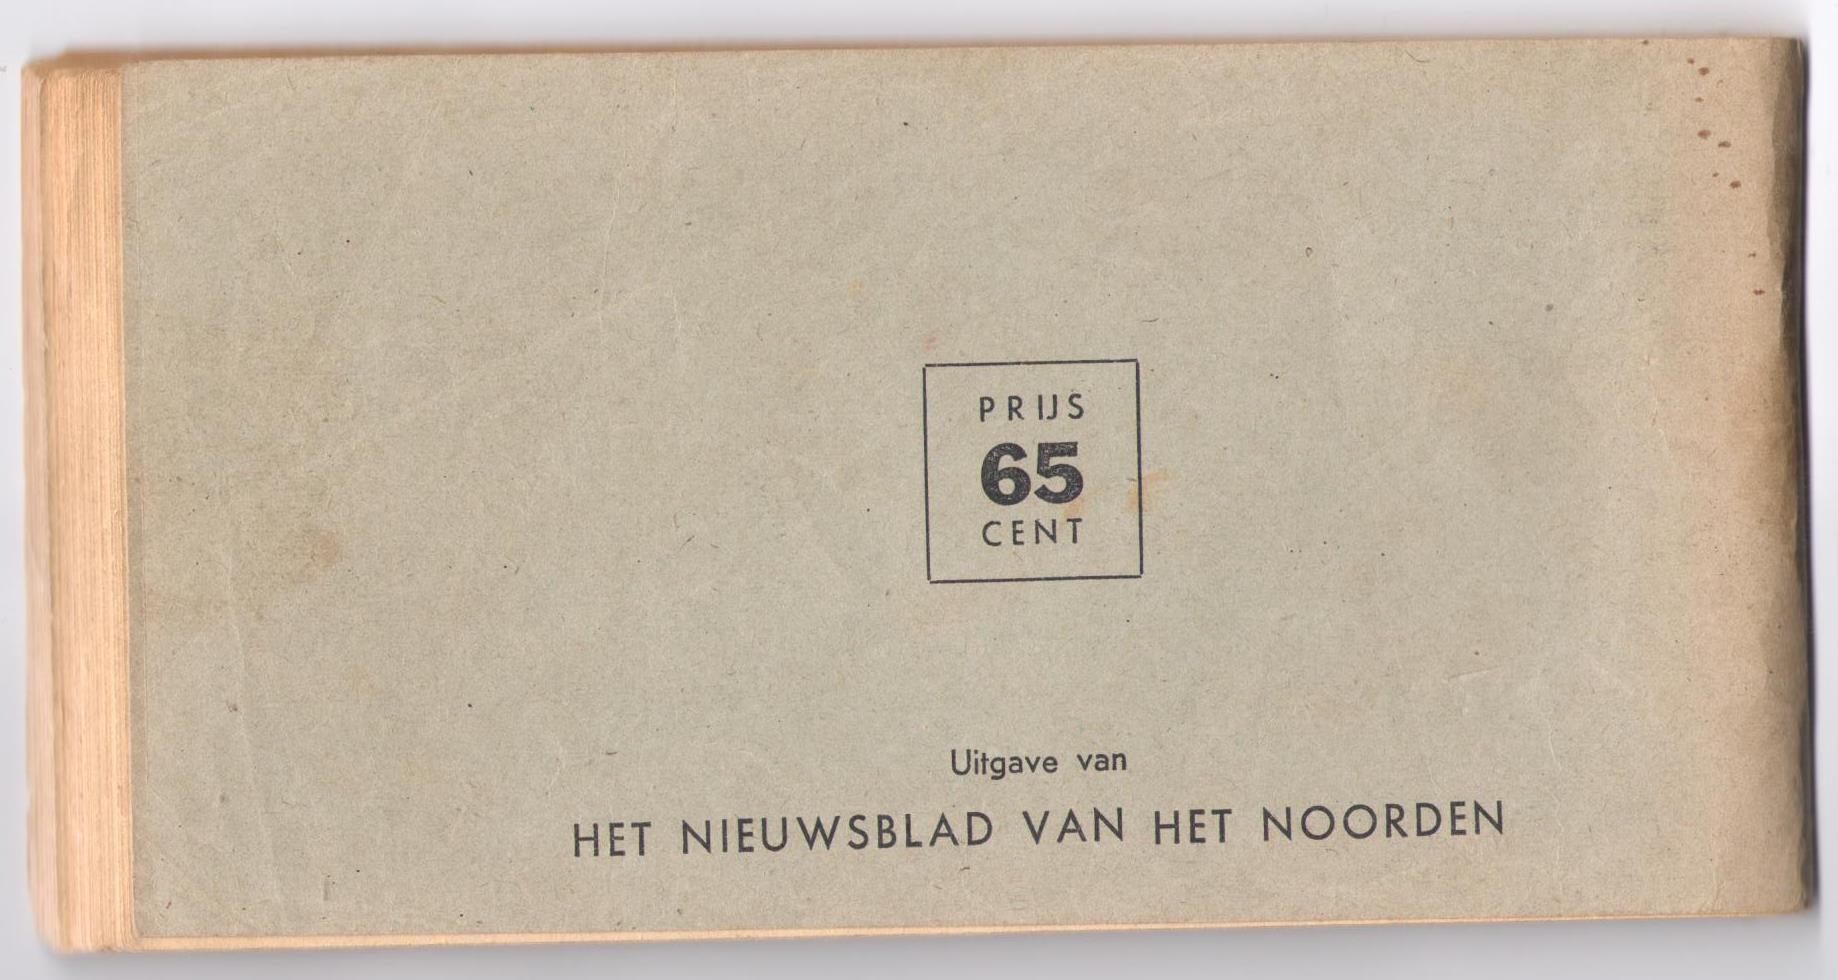 PRIJS
65
CENT
Uitgave van
HET NIEUWSBLAD VAN HET NOORDEN